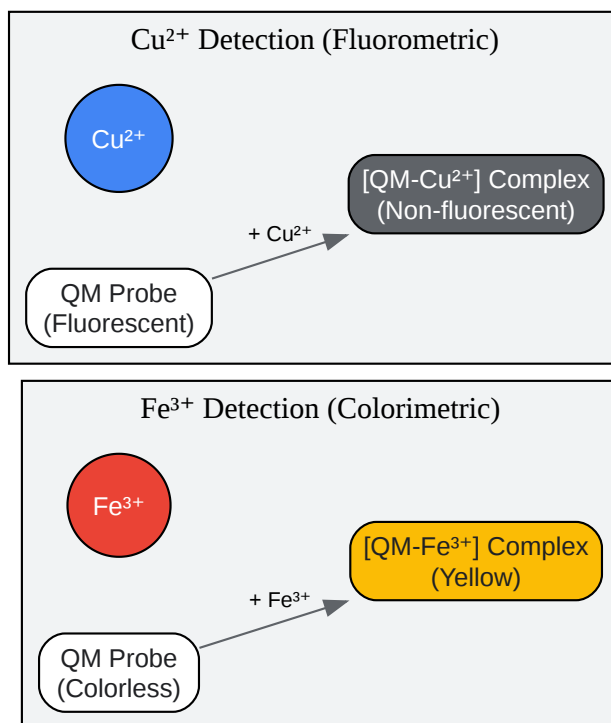 Cu²⁺ Detection (Fluorometric)
Cu²⁺
[QM-Cu²⁺] Complex
(Non-fluorescent)
+ Cu²⁺
QM Probe
(Fluorescent)
Fe³⁺ Detection (Colorimetric)
Fe³⁺
[QM-Fe³⁺] Complex
(Yellow)
+ Fe³⁺
QM Probe
(Colorless)